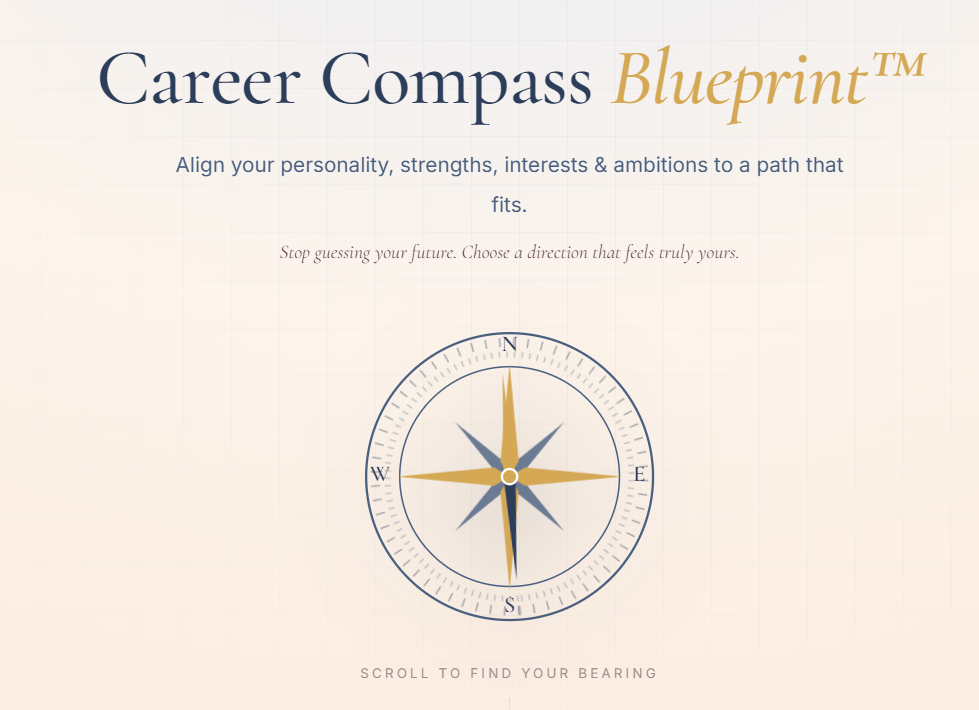 Career Compass Blueprint™
Align your personality, strengths, interests & ambitions to a path that
fits.
Stop guessing your future. Choose a direction that feels truly yours.
N
W
E
S
SCROLL TO FIND YOUR BEARING